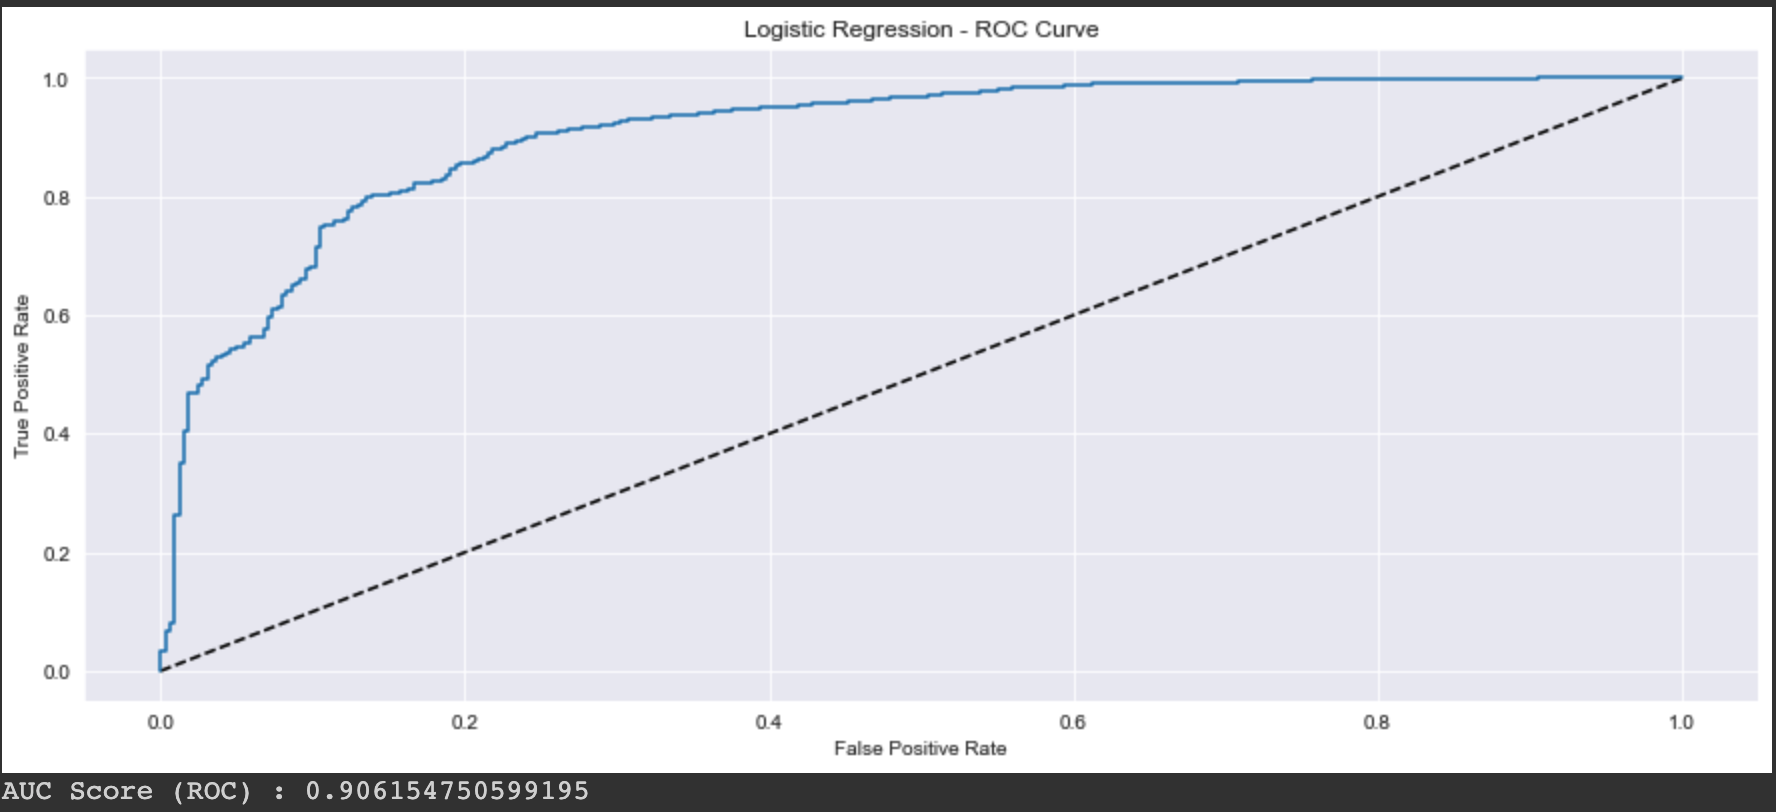 Logistic Regression - ROC Curve
1.0
0.8
0.6
0.4
0.2
0.0
True Positive Rate
0.0 0.2 0.4 0.6 0.8 1.0
False Positive Rate
AUC Score (ROC) : 0.906154750599195